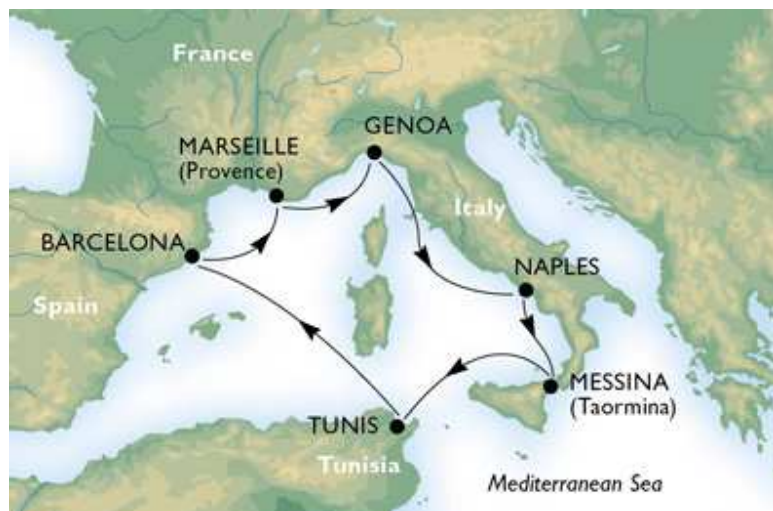 France
GENOA
MARSEILLE
(Provence)
Italy
BARCELONA
NAPLES
Spain
MESSINA
(Taormina)
TUNIS
Tunisia
Mediterranean Sea